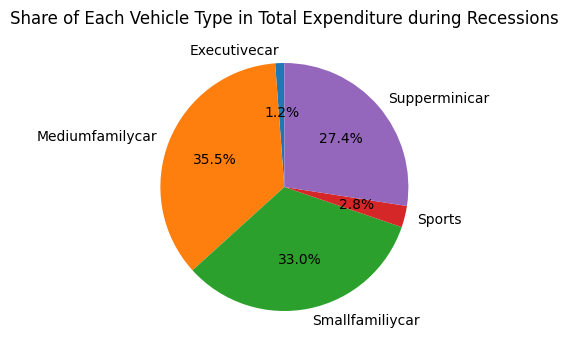 Share of Each Vehicle Type in Total Expenditure during Recessions
Executivecar
1.2%
Supperminicar
27.4%
Mediumfamilycar
35.5%
2.8%
Sports
33.0%
Smallfamiliycar